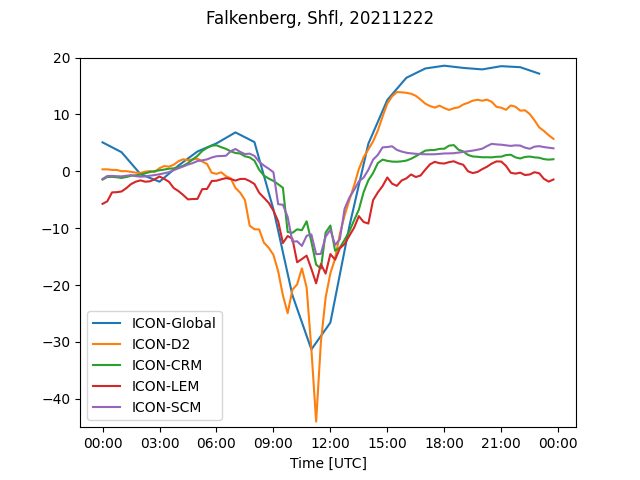 Falkenberg, Shfl, 20211222
20
10
0
−10
−20
−30
−40
ICON-Global
ICON-D2
ICON-CRM
ICON-LEM
ICON-SCM
00:00 03:00 06:00 09:00 12:00 15:00 18:00 21:00 00:00
Time [UTC]